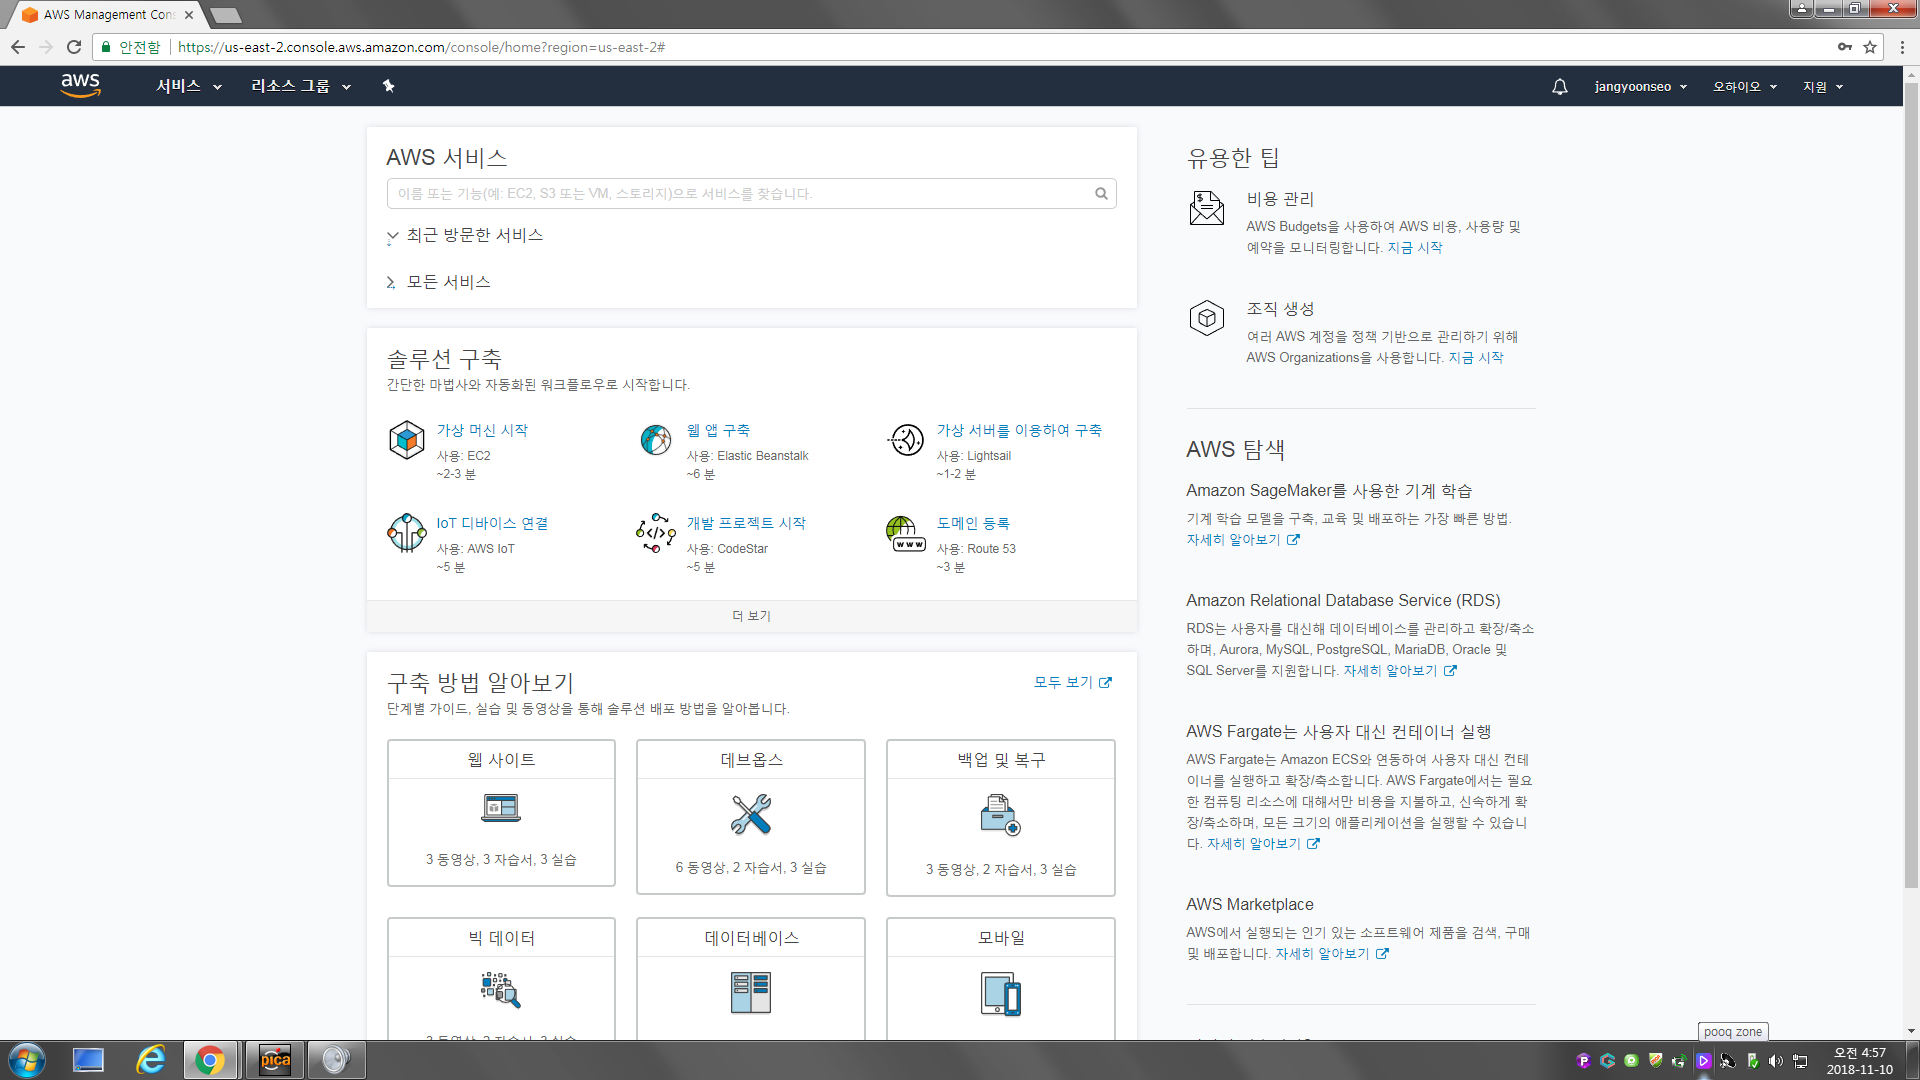 AWS Management Con
안전함
https://us-east-2.console.aws.amazon.com/console/home?region=us-east-2#
aws
서비스
리소스 그룹
jangyoonseo
오하이오
지원
AWS 서비스
이름 또는 기능(예: EC2, S3 또는 VM, 스토리지)으로 서비스를 찾습니다.
최근 방문한 서비스
모든 서비스
솔루션 구축
간단한 마법사와 자동화된 워크플로우로 시작합니다.
가상 머신 시작
사용: EC2
~2-3 분
웹 앱 구축
사용: Elastic Beanstalk
~6 분
가상 서버를 이용하여 구축
사용: Lightsail
~1-2 분
IoT 디바이스 연결
사용: AWS IoT
~5 분
개발 프로젝트 시작
사용: CodeStar
~5 분
도메인 등록
사용: Route 53
~3 분
더 보기
구축 방법 알아보기
모두 보기
단계별 가이드, 실습 및 동영상을 통해 솔루션 배포 방법을 알아봅니다.
웹 사이트
3 동영상, 3 자습서, 3 실습
데브옵스
6 동영상, 2 자습서, 3 실습
백업 및 복구
3 동영상, 2 자습서, 3 실습
빅 데이터
데이터베이스
모바일
유용한 팁
비용 관리
AWS Budgets을 사용하여 AWS 비용, 사용량 및
예약을 모니터링합니다. 지금 시작
조직 생성
여러 AWS 계정을 정책 기반으로 관리하기 위해
AWS Organizations을 사용합니다. 지금 시작
AWS 탐색
Amazon SageMaker를 사용한 기계 학습
기계 학습 모델을 구축, 교육 및 배포하는 가장 빠른 방법.
자세히 알아보기
Amazon Relational Database Service (RDS)
RDS는 사용자를 대신해 데이터베이스를 관리하고 확장/축소
하며, Aurora, MySQL, PostgreSQL, MariaDB, Oracle 및
SQL Server를 지원합니다. 자세히 알아보기
AWS Fargate는 사용자 대신 컨테이너 실행
AWS Fargate는 Amazon ECS와 연동하여 사용자 대신 컨테
이너를 실행하고 확장/축소합니다. AWS Fargate에서는 필요
한 컴퓨팅 리소스에 대해서만 비용을 지불하고, 신속하게 확
장/축소하며, 모든 크기의 애플리케이션을 실행할 수 있습니
다. 자세히 알아보기
AWS Marketplace
AWS에서 실행되는 인기 있는 소프트웨어 제품을 검색, 구매
및 배포합니다. 자세히 알아보기
pooq zone
pica
오전 4:57
2018-11-10